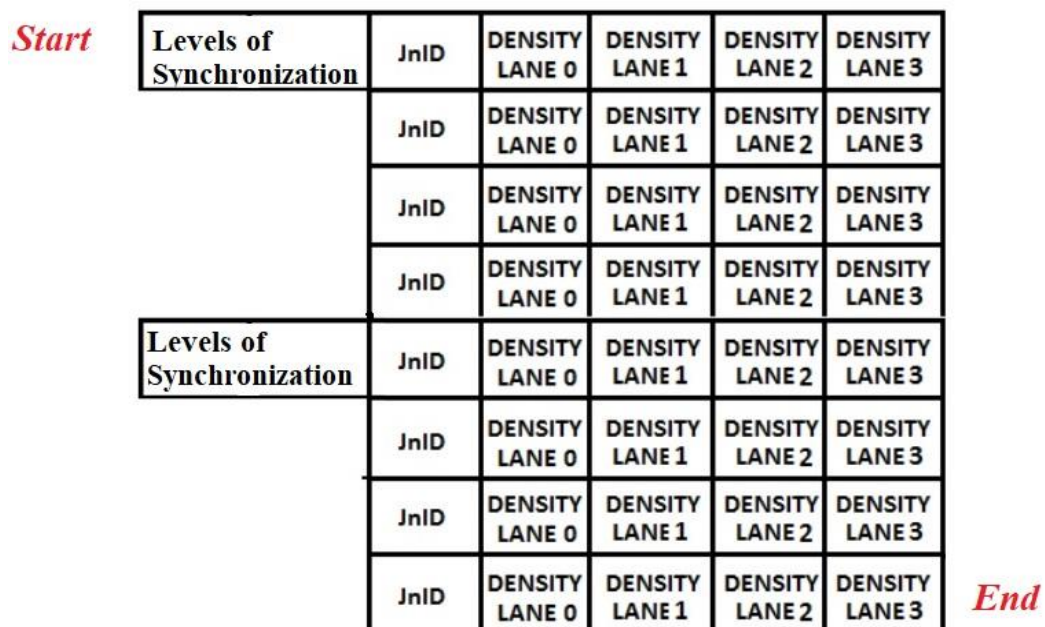 Start
Levels of
Synchronization
JnID
DENSITY
LANE 0
DENSITY
LANE 1
DENSITY
LANE 2
DENSITY
LANE 3
JnID
DENSITY
LANE 0
DENSITY
LANE 1
DENSITY
LANE 2
DENSITY
LANE 3
JnID
DENSITY
LANE 0
DENSITY
LANE 1
DENSITY
LANE 2
DENSITY
LANE 3
JnID
DENSITY
LANE 0
DENSITY
LANE 1
DENSITY
LANE 2
DENSITY
LANE 3
Levels of
Synchronization
JnID
DENSITY
LANE 0
DENSITY
LANE 1
DENSITY
LANE 2
DENSITY
LANE 3
JnID
DENSITY
LANE 0
DENSITY
LANE 1
DENSITY
LANE 2
DENSITY
LANE 3
JnID
DENSITY
LANE 0
DENSITY
LANE 1
DENSITY
LANE 2
DENSITY
LANE 3
JnID
DENSITY
LANE 0
DENSITY
LANE 1
DENSITY
LANE 2
DENSITY
LANE 3
End